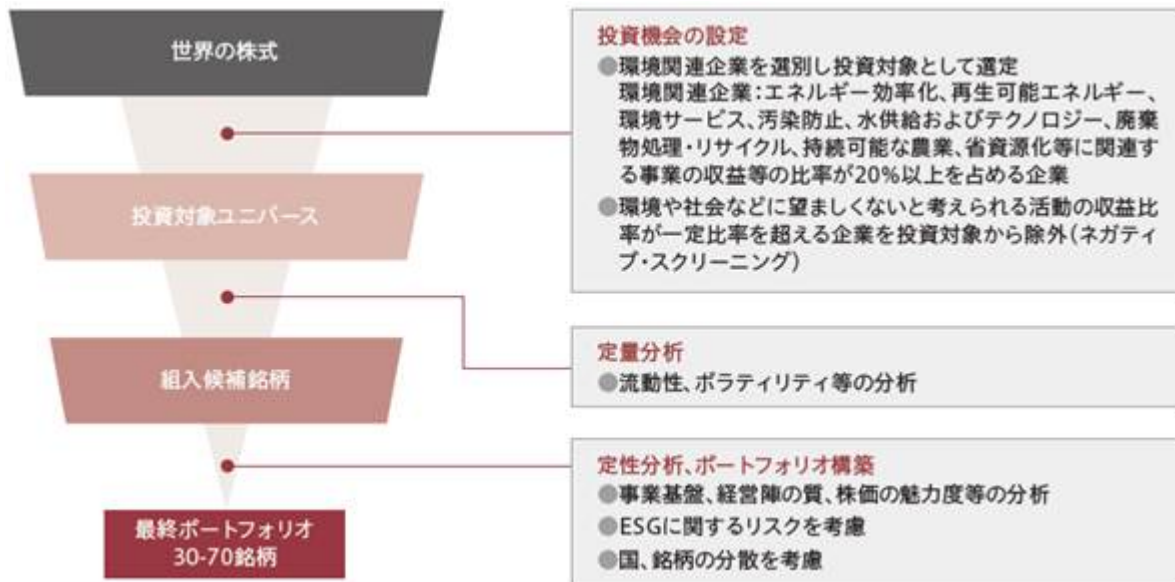 世界の株式
投資対象ユニバース
組入候補銘柄
最終ポートフォリオ
30-70銘柄
投資機会の設定
●環境関連企業を選別し投資対象として選定
環境関連企業：エネルギー効率化、再生可能エネルギー、
環境サービス、汚染防止、水供給およびテクノロジー、廃棄
物処理・リサイクル、持続可能な農業、省資源化等に関連す
る事業の収益等の比率が20%以上を占める企業
●環境や社会などに望ましくないと考えられる活動の収益比
率が一定比率を超える企業を投資対象から除外（ネガティ
ブ・スクリーニング）
定量分析
●流動性、ボラティリティ等の分析
定性分析、ポートフォリオ構築
●事業基盤、経営陣の質、株価の魅力度等の分析
●ESGに関するリスクを考慮
●国、銘柄の分散を考慮